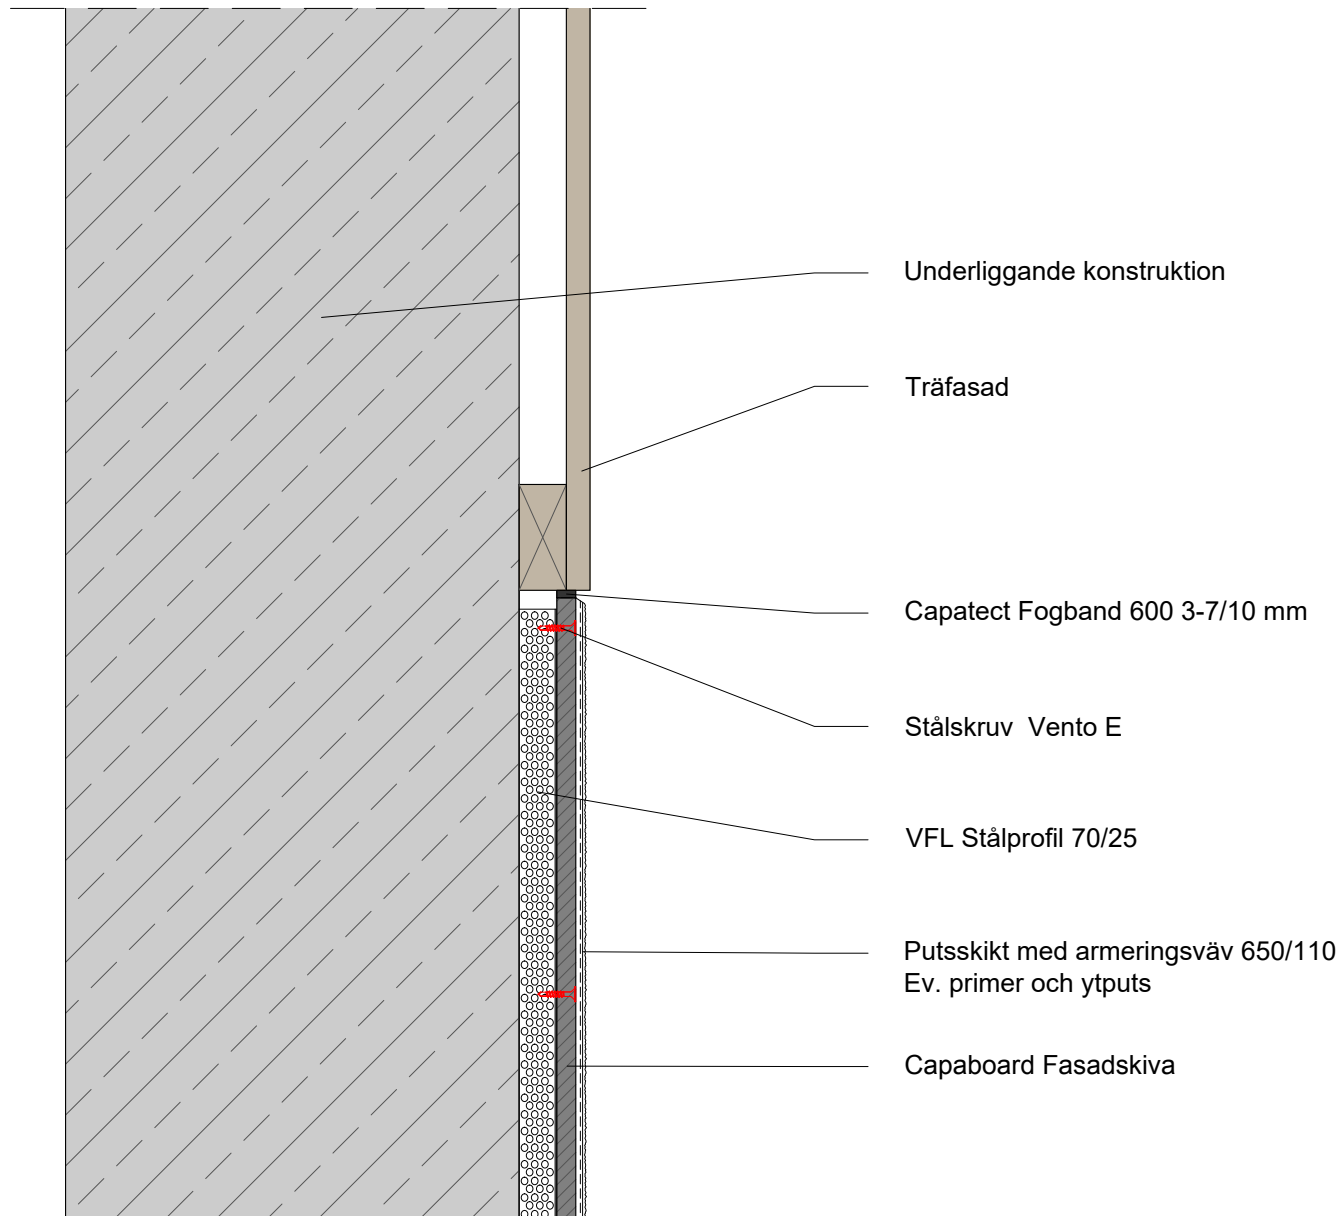 Underliggande konstruktion
Träfasad
Capatect Fogband 600 3-7/10 mm
Stålskruv  Vento E
VFL Stålprofil 70/25
Putsskikt med armeringsväv 650/110
Ev. primer och ytputs
Capaboard Fasadskiva